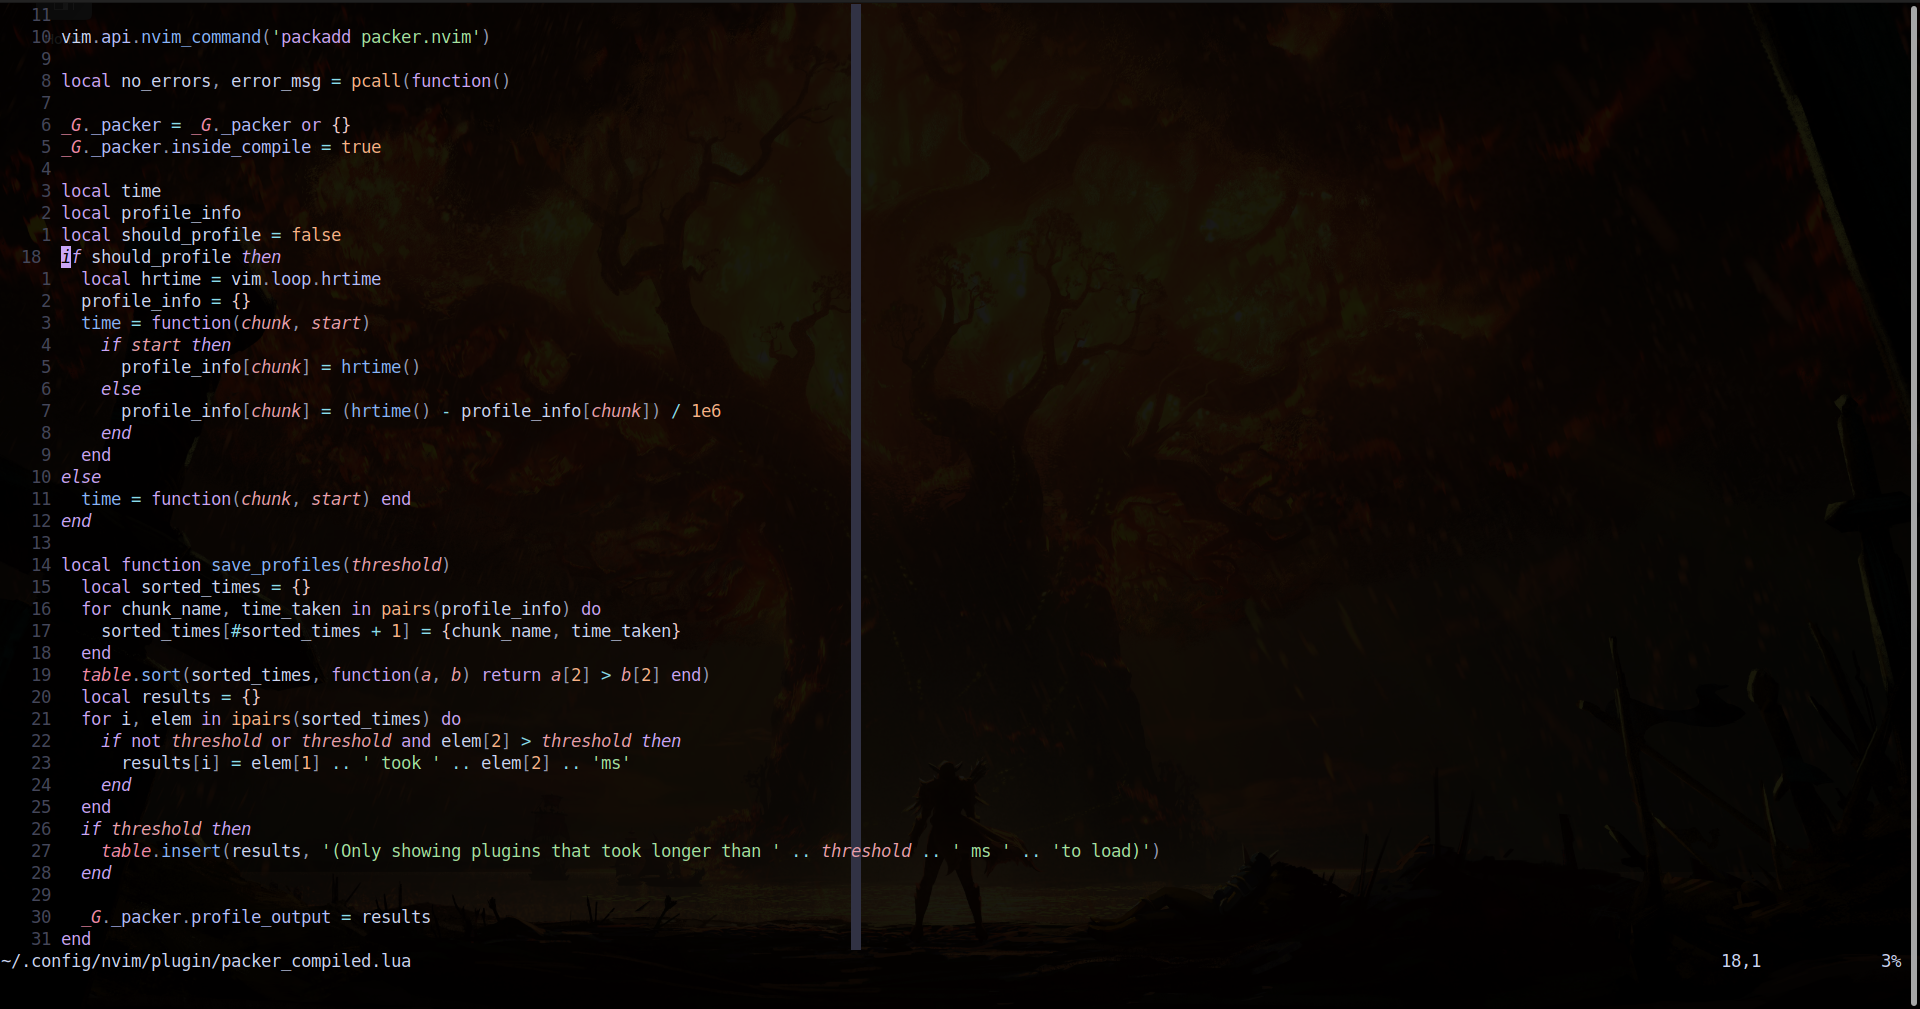 11
10 vim.api.nvim_command('packadd packer.nvim')
9
8 local no_errors, error_msg = pcall(function()
7
6 _G._packer = _G._packer or {}
5 _G._packer.inside_compile = true
4
3 local time
2 local profile_info
1 local should_profile = false
18 if should_profile then
1   local hrtime = vim.loop.hrtime
2   profile_info = {}
3   time = function(chunk, start)
4     if start then
5       profile_info[chunk] = hrtime()
6     else
7       profile_info[chunk] = (hrtime() - profile_info[chunk]) / 1e6
8     end
9   end
10 else
11   time = function(chunk, start) end
12 end
13
14 local function save_profiles(threshold)
15   local sorted_times = {}
16   for chunk_name, time_taken in pairs(profile_info) do
17     sorted_times[#sorted_times + 1] = {chunk_name, time_taken}
18   end
19   table.sort(sorted_times, function(a, b) return a[2] > b[2] end)
20   local results = {}
21   for i, elem in ipairs(sorted_times) do
22     if not threshold or threshold and elem[2] > threshold then
23       results[i] = elem[1] .. ' took ' .. elem[2] .. 'ms'
24     end
25   end
26   if threshold then
27     table.insert(results, '(Only showing plugins that took longer than ' .. threshold .. ' ms ' .. 'to load)')
28   end
29
30   _G._packer.profile_output = results
31 end
~/.config/nvim/plugin/packer_compiled.lua 18,1 3%